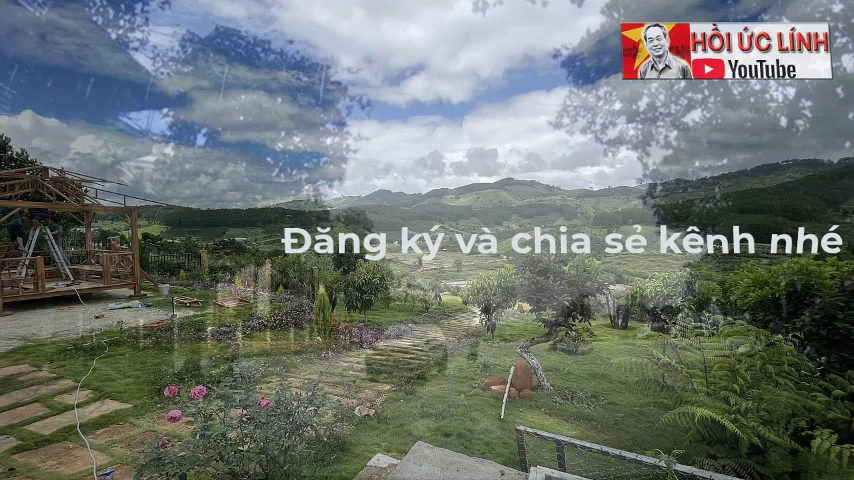 HỒI ỨC LÍNH
YouTube
Đăng ký và chia sẻ kênh nhé